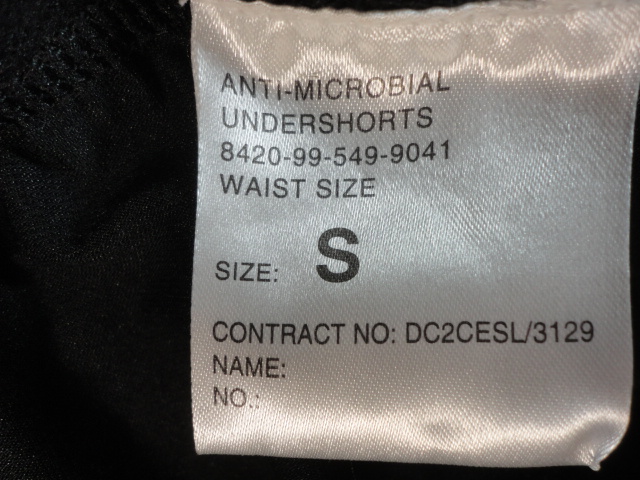 ANTI-MICROBIAL
UNDERSHORTS
8420-99-549-9041
WAIST SIZE
SIZE: S
CONTRACT NO: DC2CESL/3129
NAME:
NO.: